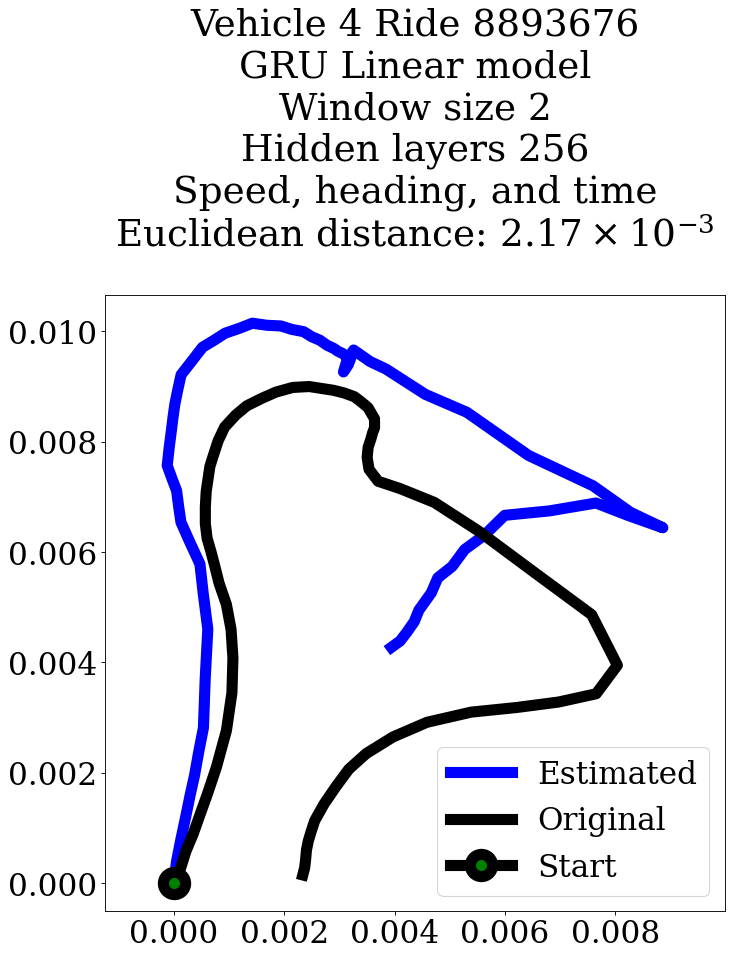 Vehicle 4 Ride 8893676
GRU Linear model
Window size 2
Hidden layers 256
Speed, heading, and time
Euclidean distance: 2.17 × 10⁻³
0.010
0.008
0.006
0.004
0.002
0.000
Estimated
Original
Start
0.000 0.002 0.004 0.006 0.008